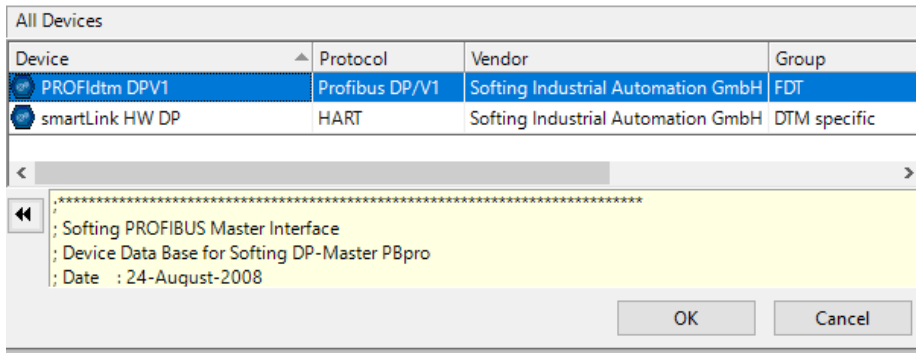 All Devices
Device Protocol Vendor Group
PROFIdtm DPV1 Profibus DP/V1 Softing Industrial Automation GmbH FDT
smartLink HW DP HART Softing Industrial Automation GmbH DTM specific
;*****************************************************************************
; Softing PROFIBUS Master Interface
; Device Data Base for Softing DP-Master PBpro
; Date : 24-August-2008
OK Cancel